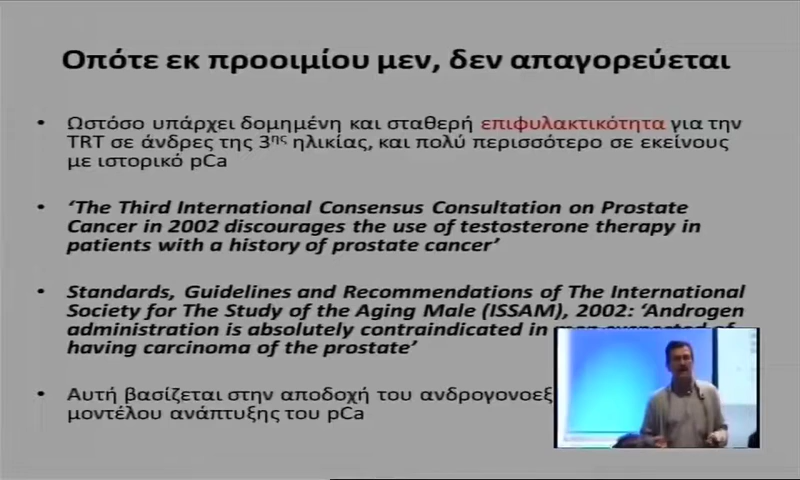 Οπότε εκ προοιμίου μεν, δεν απαγορεύεται
• Ωστόσο υπάρχει δομημένη και σταθερή επιφυλακτικότητα για την
TRT σε άνδρες της 3ης ηλικίας, και πολύ περισσότερο σε εκείνους
με ιστορικό pCa
• ‘The Third International Consensus Consultation on Prostate
Cancer in 2002 discourages the use of testosterone therapy in
patients with a history of prostate cancer’
• Standards, Guidelines and Recommendations of The International
Society for The Study of the Aging Male (ISSAM), 2002: ‘Androgen
administration is absolutely contraindicated in
having carcinoma of the prostate’
• Αυτή βασίζεται στην αποδοχή του
μοντέλου ανάπτυξης του pCa